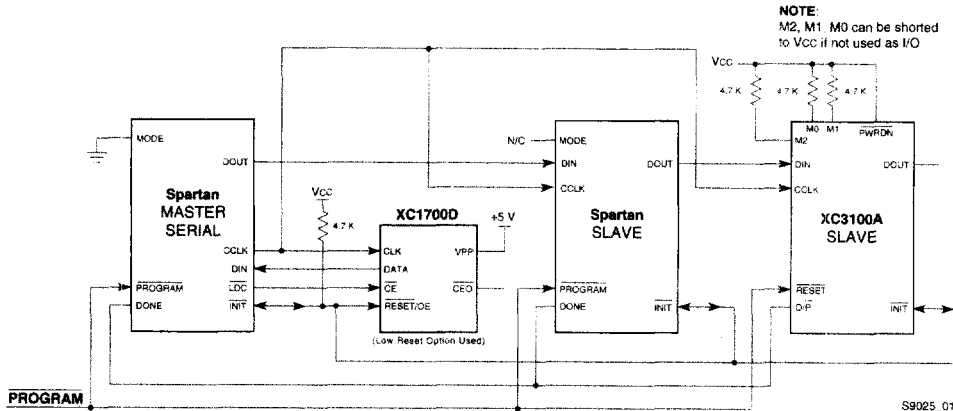 NOTE:
M2, M1, M0 can be shorted
to VCC if not used as I/O
VCC
4.7 K
4.7 K
4.7 K
M0
M1
PWRDN
MODE
DOUT
Spartan
MASTER
SERIAL
CCLK
DIN
PROGRAM
LDC
DONE
INIT
VCC
4.7 K
XC1700D
+5 V
CLK
VPP
DATA
CE
CEO
RESET/OE
(Low Reset Option Used)
N/C
MODE
DIN
DOUT
CCLK
Spartan
SLAVE
PROGRAM
DONE
INIT
M2
DIN
DOUT
CCLK
XC3100A
SLAVE
RESET
D/P
INIT
PROGRAM
S9025_01